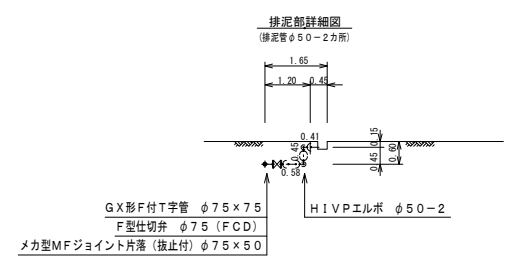 排泥部詳細図
(排泥管φ50-2カ所)
1.65
1.20 0.45
0.41
0.45
0.58
0.15
0.45
0.60
GX形F付T字管 φ75×75
F型仕切弁 φ75(FCD)
メカ型MFジョイント片落(抜止付)φ75×50
HIVPエルボ φ50-2